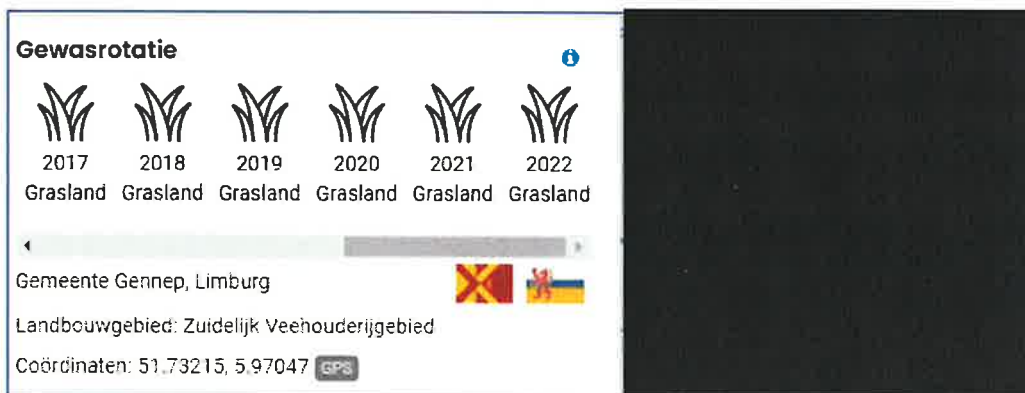 Gewasrotatie
2017 2018 2019 2020 2021 2022
Grasland Grasland Grasland Grasland Grasland Grasland
Gemeente Gennep, Limburg
Landbouwgebied: Zuidelijk Veehouderijgebied
Coördinaten: 51.73215, 5.97047 GPS